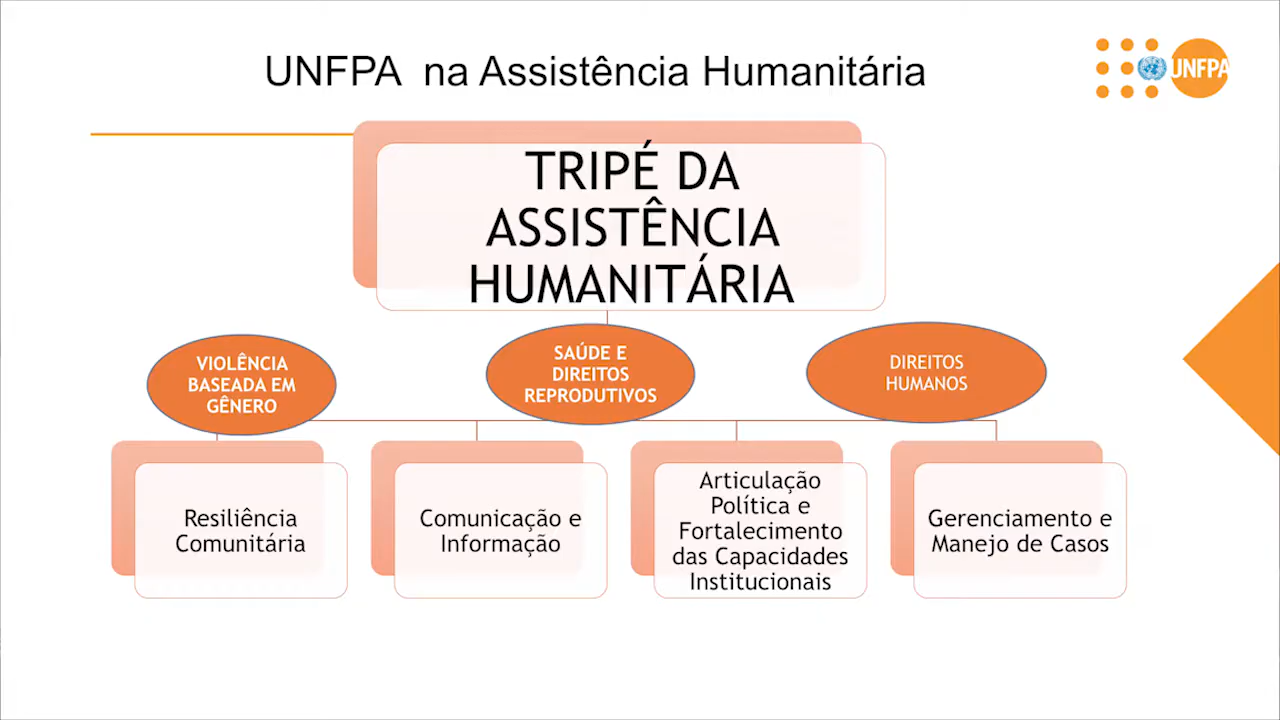 UNFPA na Assistência Humanitária
UNFPA
TRIPÉ DA
ASSISTÊNCIA
HUMANITÁRIA
VIOLÊNCIA
BASEADA EM
GÊNERO
SAÚDE E
DIREITOS
REPRODUTIVOS
DIREITOS
HUMANOS
Resiliência
Comunitária
Comunicação e
Informação
Articulação
Política e
Fortalecimento
das Capacidades
Institucionais
Gerenciamento e
Manejo de Casos